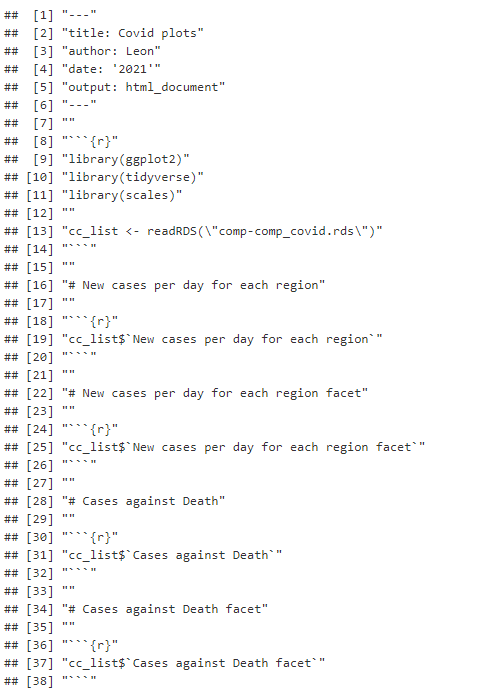 ##  [1] "---"
##  [2] "title: Covid plots"
##  [3] "author: Leon"
##  [4] "date: '2021'"
##  [5] "output: html_document"
##  [6] "---"
##  [7] ""
##  [8] "```{r}"
##  [9] "library(ggplot2)"
## [10] "library(tidyverse)"
## [11] "library(scales)"
## [12] ""
## [13] "cc_list <- readRDS(\"comp-comp_covid.rds\")"
## [14] "```"
## [15] ""
## [16] "# New cases per day for each region"
## [17] ""
## [18] "```{r}"
## [19] "cc_list$`New cases per day for each region`"
## [20] "```"
## [21] ""
## [22] "# New cases per day for each region facet"
## [23] ""
## [24] "```{r}"
## [25] "cc_list$`New cases per day for each region facet`"
## [26] "```"
## [27] ""
## [28] "# Cases against Death"
## [29] ""
## [30] "```{r}"
## [31] "cc_list$`Cases against Death`"
## [32] "```"
## [33] ""
## [34] "# Cases against Death facet"
## [35] ""
## [36] "```{r}"
## [37] "cc_list$`Cases against Death facet`"
## [38] "```"